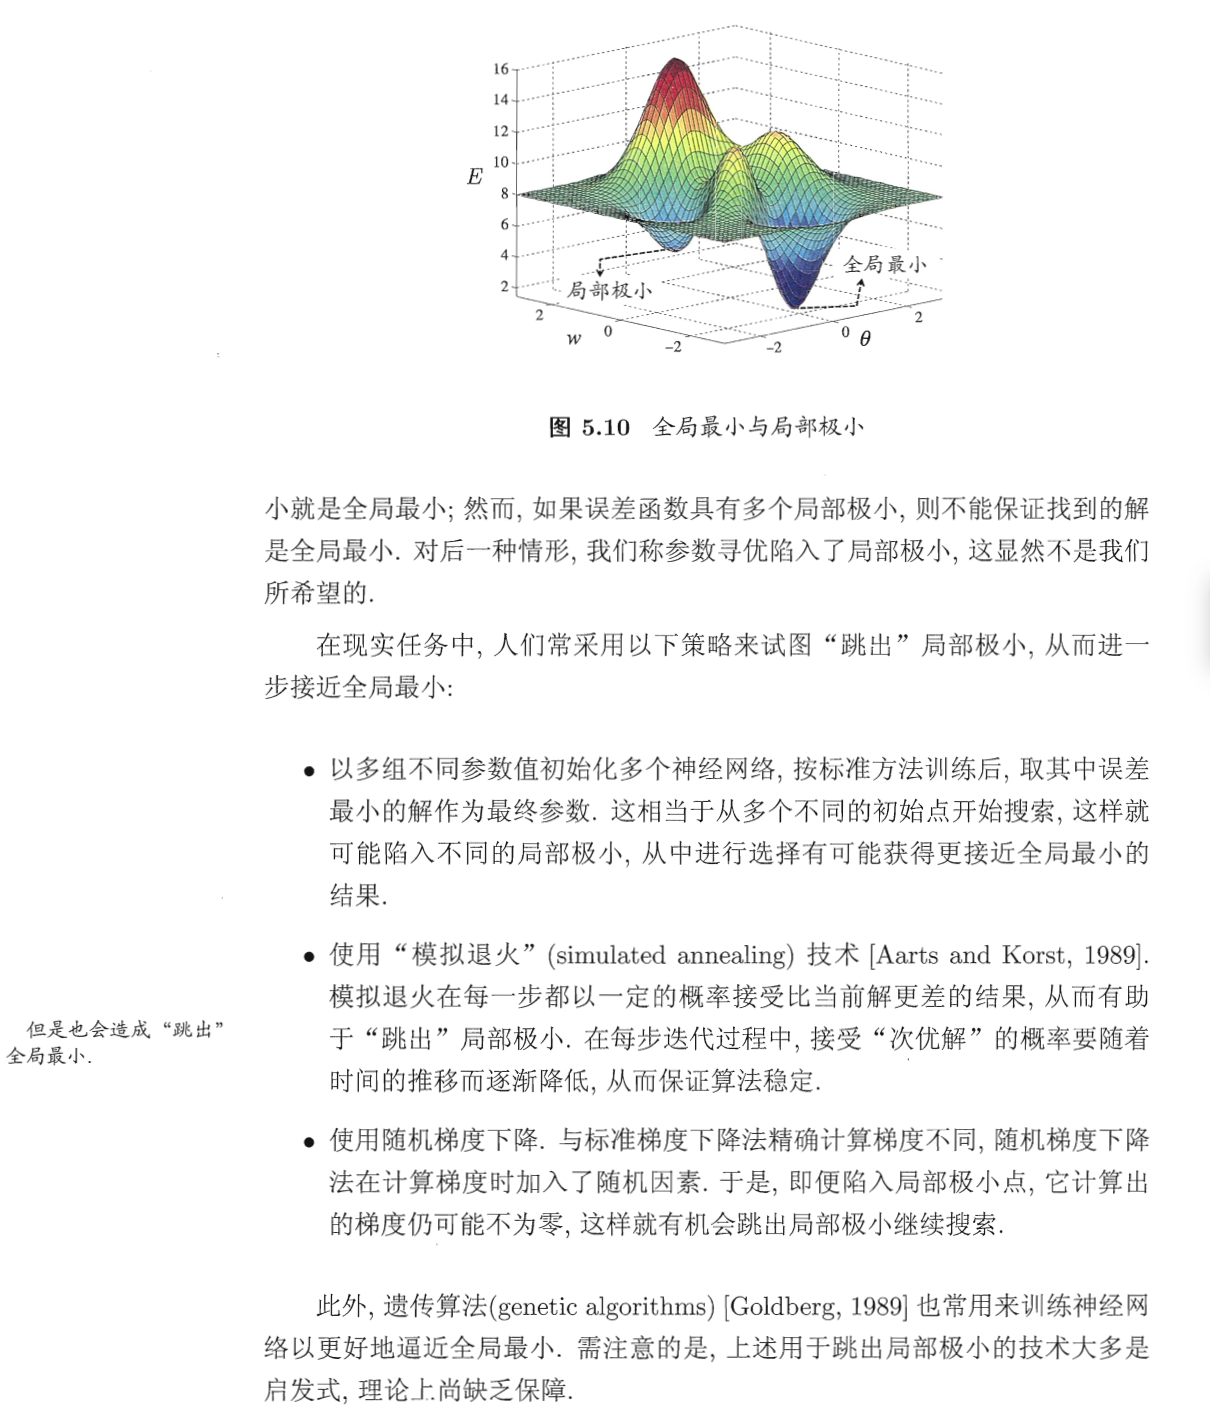 16
14
12
10
E
8
6
4
2
全局最小
局部极小
2
w
0
−2
−2
0
θ
2
图 5.10 全局最小与局部极小
小就是全局最小; 然而, 如果误差函数具有多个局部极小, 则不能保证找到的解
是全局最小. 对后一种情形, 我们称参数寻优陷入了局部极小, 这显然不是我们
所希望的.
在现实任务中, 人们常采用以下策略来试图“跳出”局部极小, 从而进一
步接近全局最小:
• 以多组不同参数值初始化多个神经网络, 按标准方法训练后, 取其中误差
最小的解作为最终参数. 这相当于从多个不同的初始点开始搜索, 这样就
可能陷入不同的局部极小, 从中进行选择有可能获得更接近全局最小的
结果.
• 使用“模拟退火”(simulated annealing) 技术 [Aarts and Korst, 1989].
模拟退火在每一步都以一定的概率接受比当前解更差的结果, 从而有助
于“跳出”局部极小. 在每步迭代过程中, 接受“次优解”的概率要随着
时间的推移而逐渐降低, 从而保证算法稳定.
但是也会造成“跳出”
全局最小.
• 使用随机梯度下降. 与标准梯度下降法精确计算梯度不同, 随机梯度下降
法在计算梯度时加入了随机因素. 于是, 即便陷入局部极小点, 它计算出
的梯度仍可能不为零, 这样就有机会跳出局部极小继续搜索.
此外, 遗传算法(genetic algorithms) [Goldberg, 1989] 也常用来训练神经网
络以更好地逼近全局最小. 需注意的是, 上述用于跳出局部极小的技术大多是
启发式, 理论上尚缺乏保障.